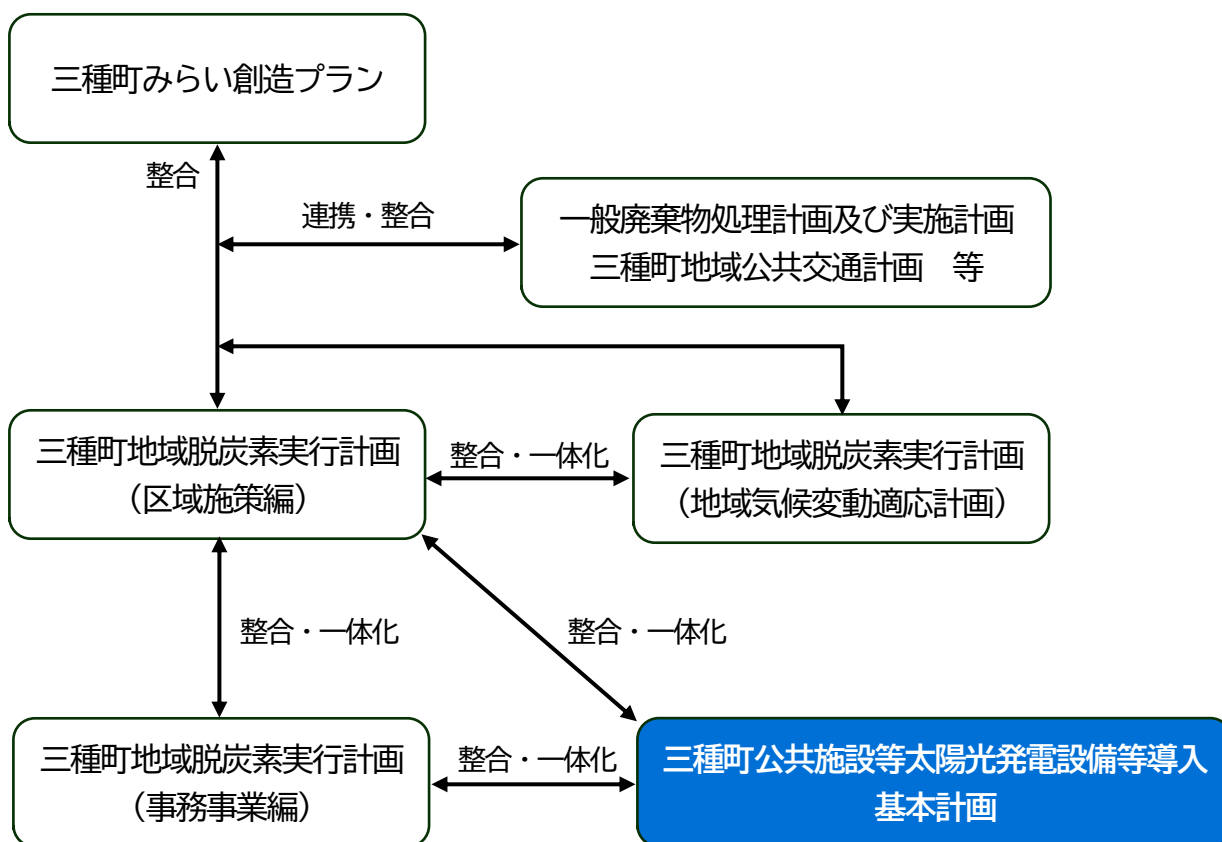 三種町みらい創造プラン
整合
連携・整合
一般廃棄物処理計画及び実施計画
三種町地域公共交通計画　等
三種町地域脱炭素実行計画
（区域施策編）
整合・一体化
三種町地域脱炭素実行計画
（地域気候変動適応計画）
整合・一体化
整合・一体化
三種町地域脱炭素実行計画
（事務事業編）
整合・一体化
三種町公共施設等太陽光発電設備等導入
基本計画